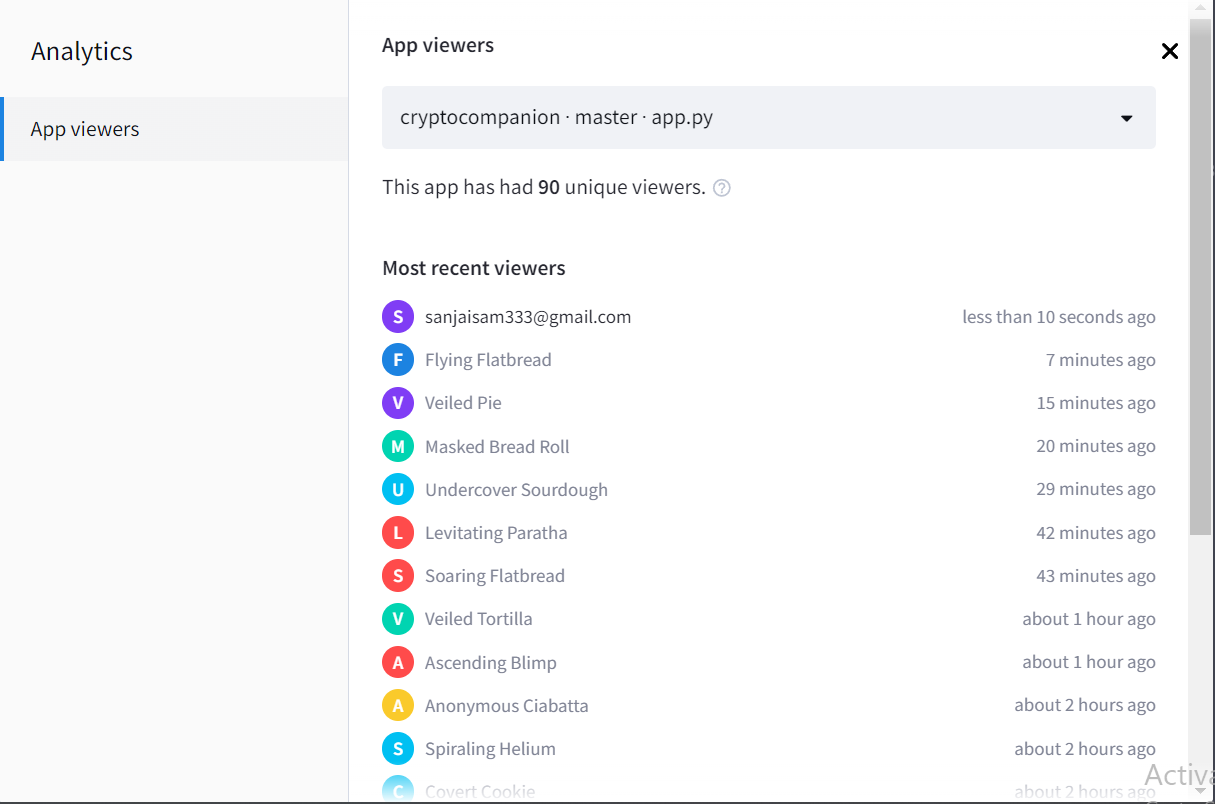 Analytics
App viewers
App viewers
cryptocompanion · master · app.py
This app has had 90 unique viewers. ?
Most recent viewers
S sanjaisam333@gmail.com less than 10 seconds ago
F Flying Flatbread 7 minutes ago
V Veiled Pie 15 minutes ago
M Masked Bread Roll 20 minutes ago
U Undercover Sourdough 29 minutes ago
L Levitating Paratha 42 minutes ago
S Soaring Flatbread 43 minutes ago
V Veiled Tortilla about 1 hour ago
A Ascending Blimp about 1 hour ago
A Anonymous Ciabatta about 2 hours ago
S Spiraling Helium about 2 hours ago
C Covert Cookie about 2 hours ago